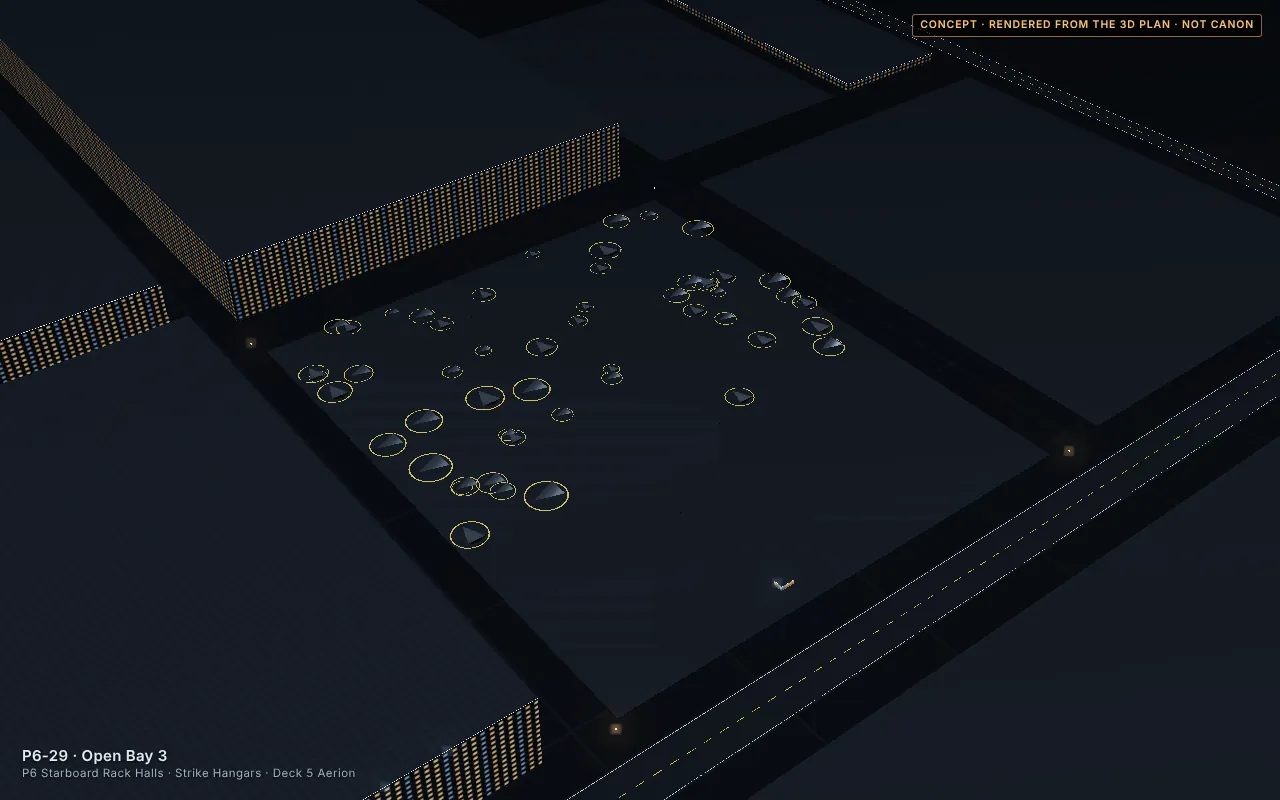 CONCEPT · RENDERED FROM THE 3D PLAN · NOT CANON
P6-29 · Open Bay 3
P6 Starboard Rack Halls · Strike Hangars · Deck 5 Aerion